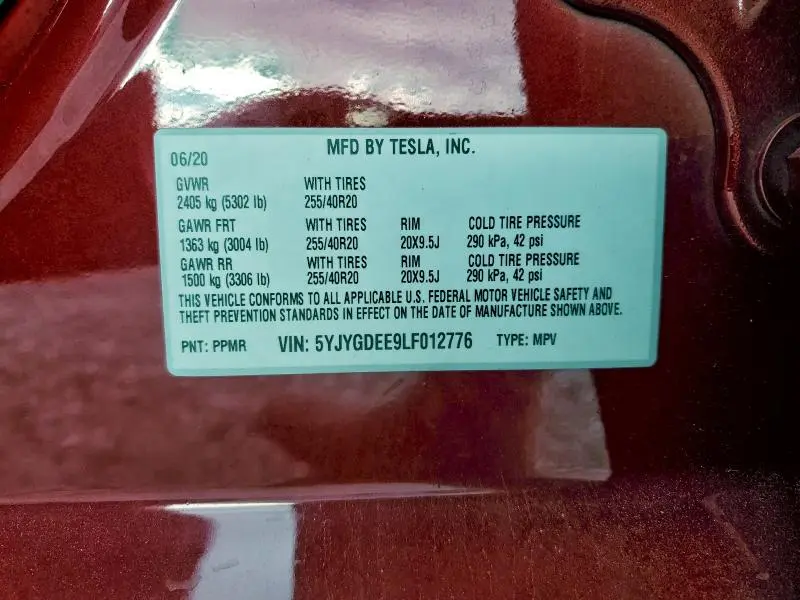 MFD BY TESLA, INC.
06/20
GVWR WITH TIRES
2405 kg (5302 lb) 255/40R20
GAWR FRT WITH TIRES RIM COLD TIRE PRESSURE
1363 kg (3004 lb) 255/40R20 20X9.5J 290 kPa, 42 psi
GAWR RR WITH TIRES RIM COLD TIRE PRESSURE
1500 kg (3306 lb) 255/40R20 20X9.5J 290 kPa, 42 psi
THIS VEHICLE CONFORMS TO ALL APPLICABLE U.S. FEDERAL MOTOR VEHICLE SAFETY AND
THEFT PREVENTION STANDARDS IN EFFECT ON THE DATE OF MANUFACTURE SHOWN ABOVE.
PNT: PPMR VIN: 5YJYGDEE9LF012776 TYPE: MPV